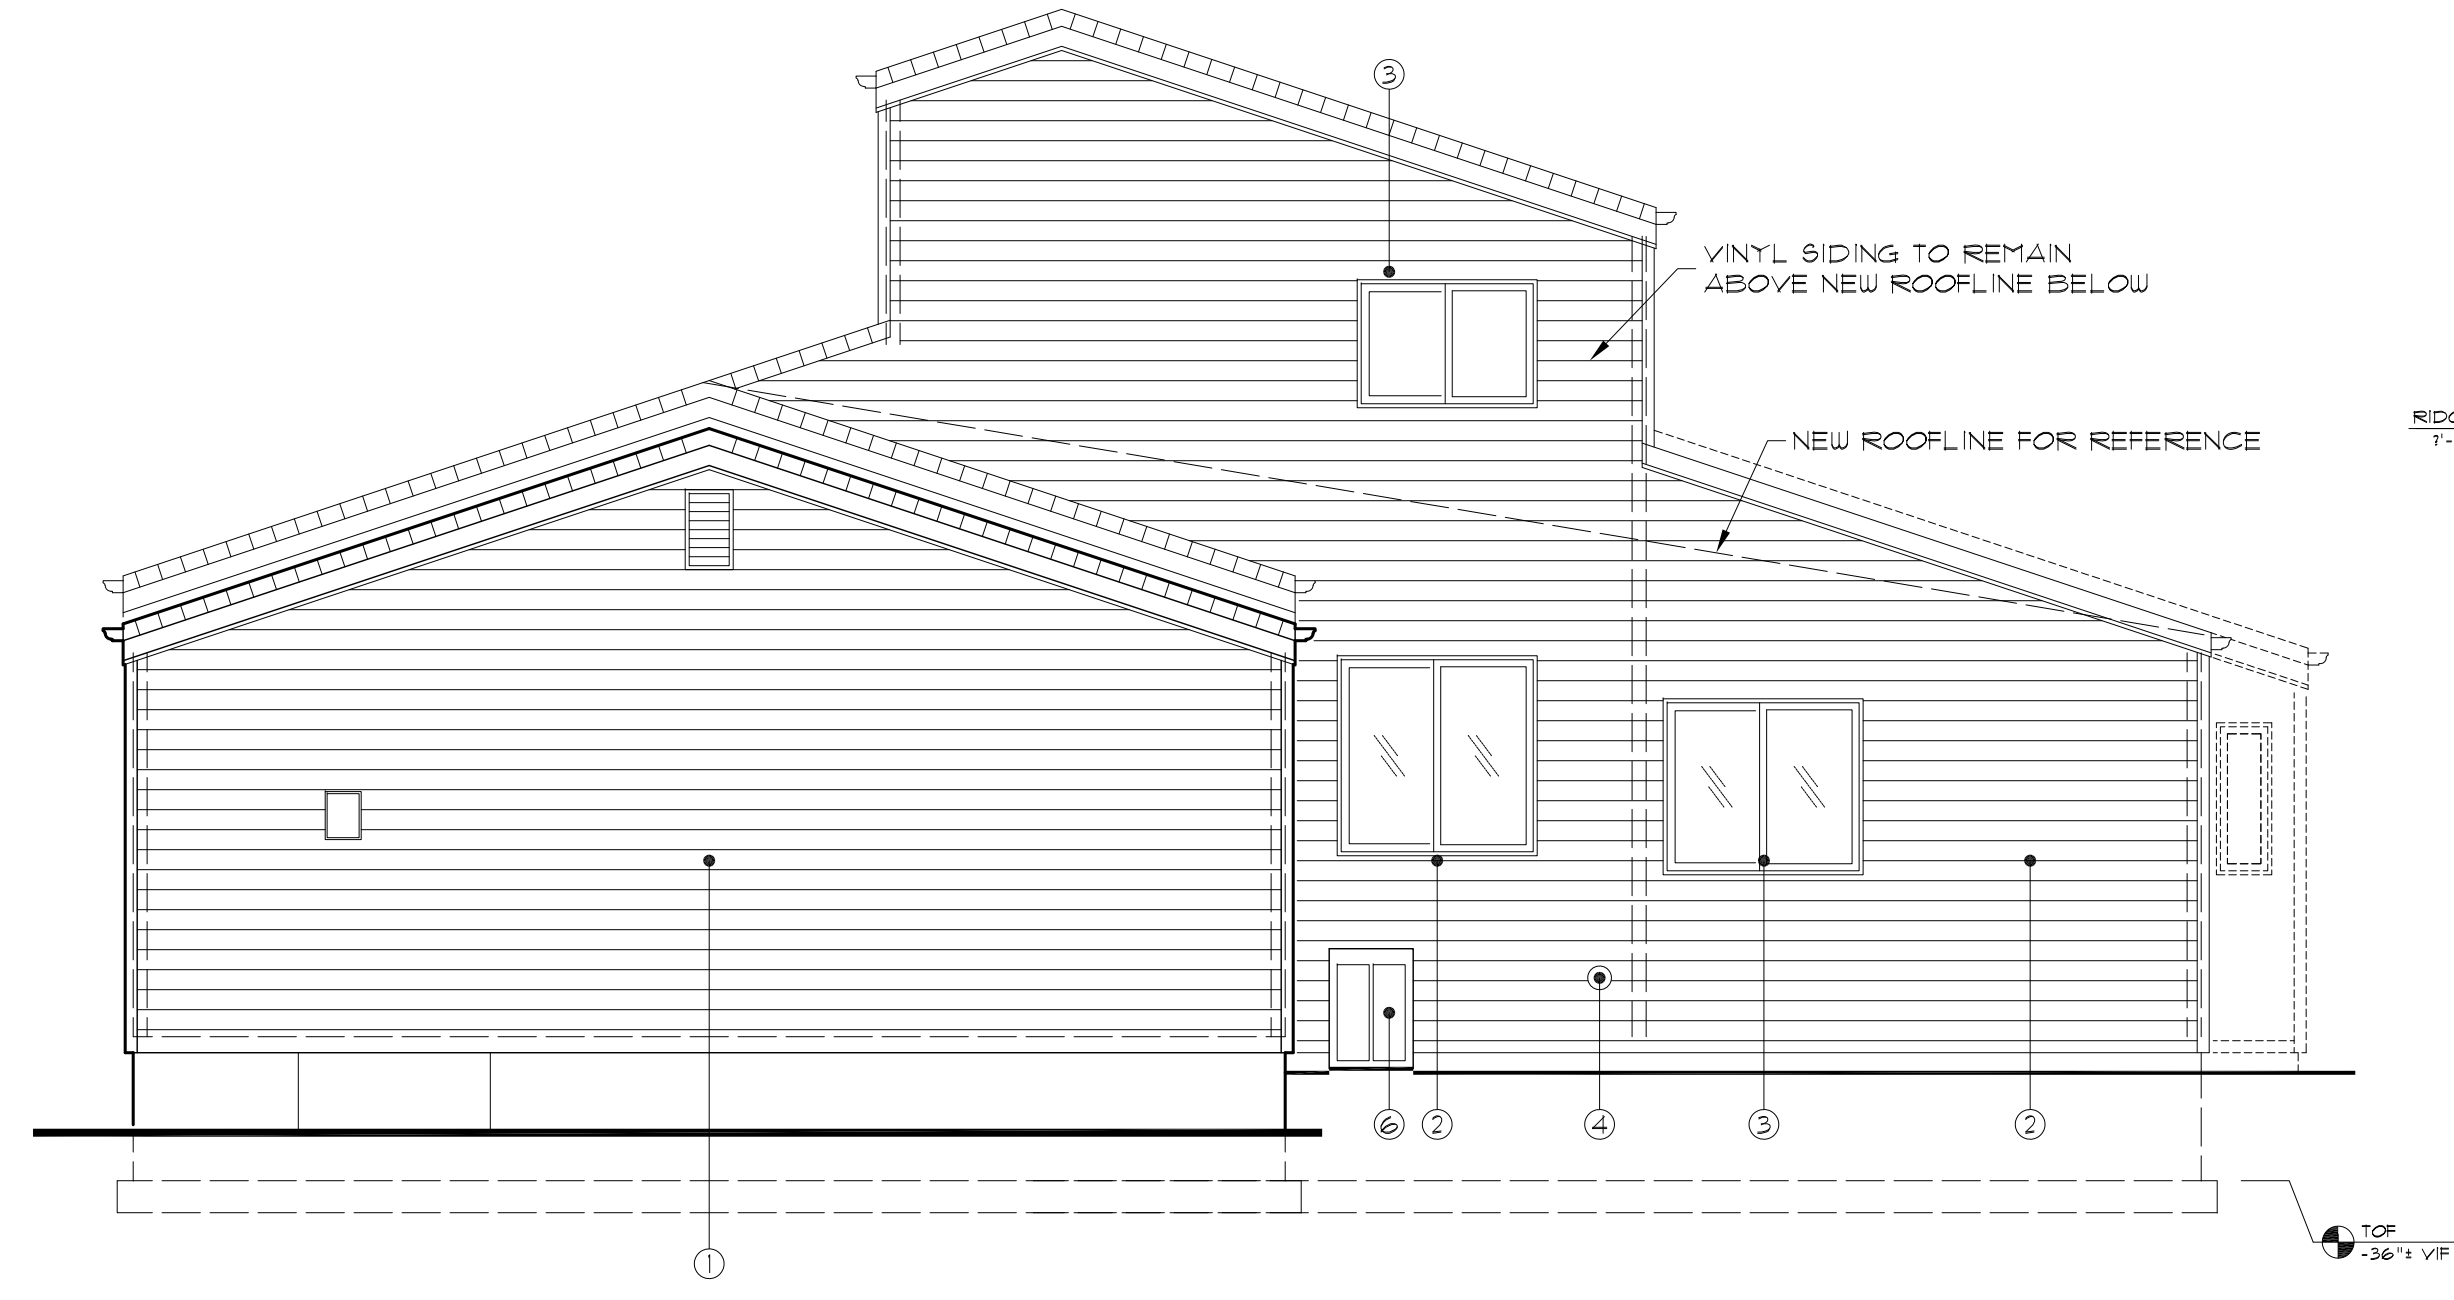 3
VINYL SIDING TO REMAIN
ABOVE NEW ROOFLINE BELOW
NEW ROOFLINE FOR REFERENCE
?'-
6 2 4 3 2
TOF
-36"± VIF
1